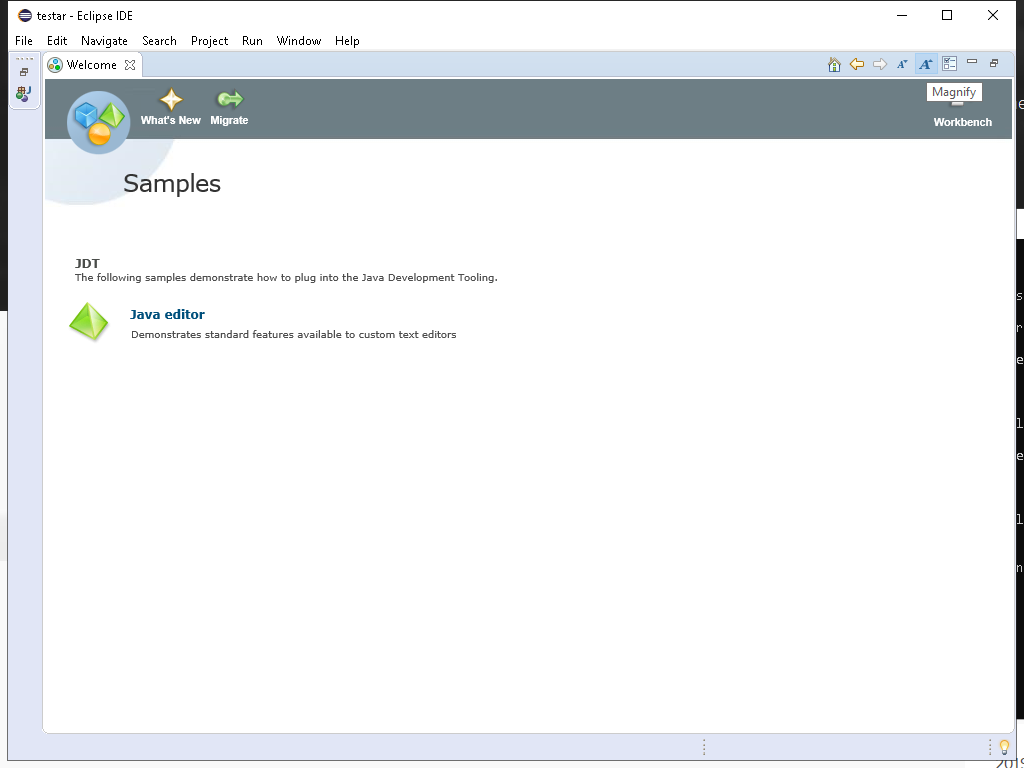 testar - Eclipse IDE
File Edit Navigate Search Project Run Window Help
Welcome
Magnify
What's New Migrate
Workbench
Samples
JDT
The following samples demonstrate how to plug into the Java Development Tooling.
Java editor
Demonstrates standard features available to custom text editors